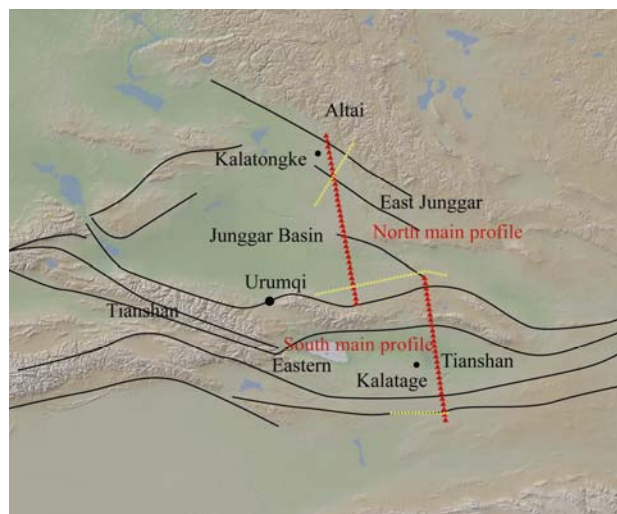 Altai
Kalatongke
East Junggar
North main profile
Junggar Basin
Urumqi
Tianshan
South main profile
Eastern
Tianshan
Kalatage